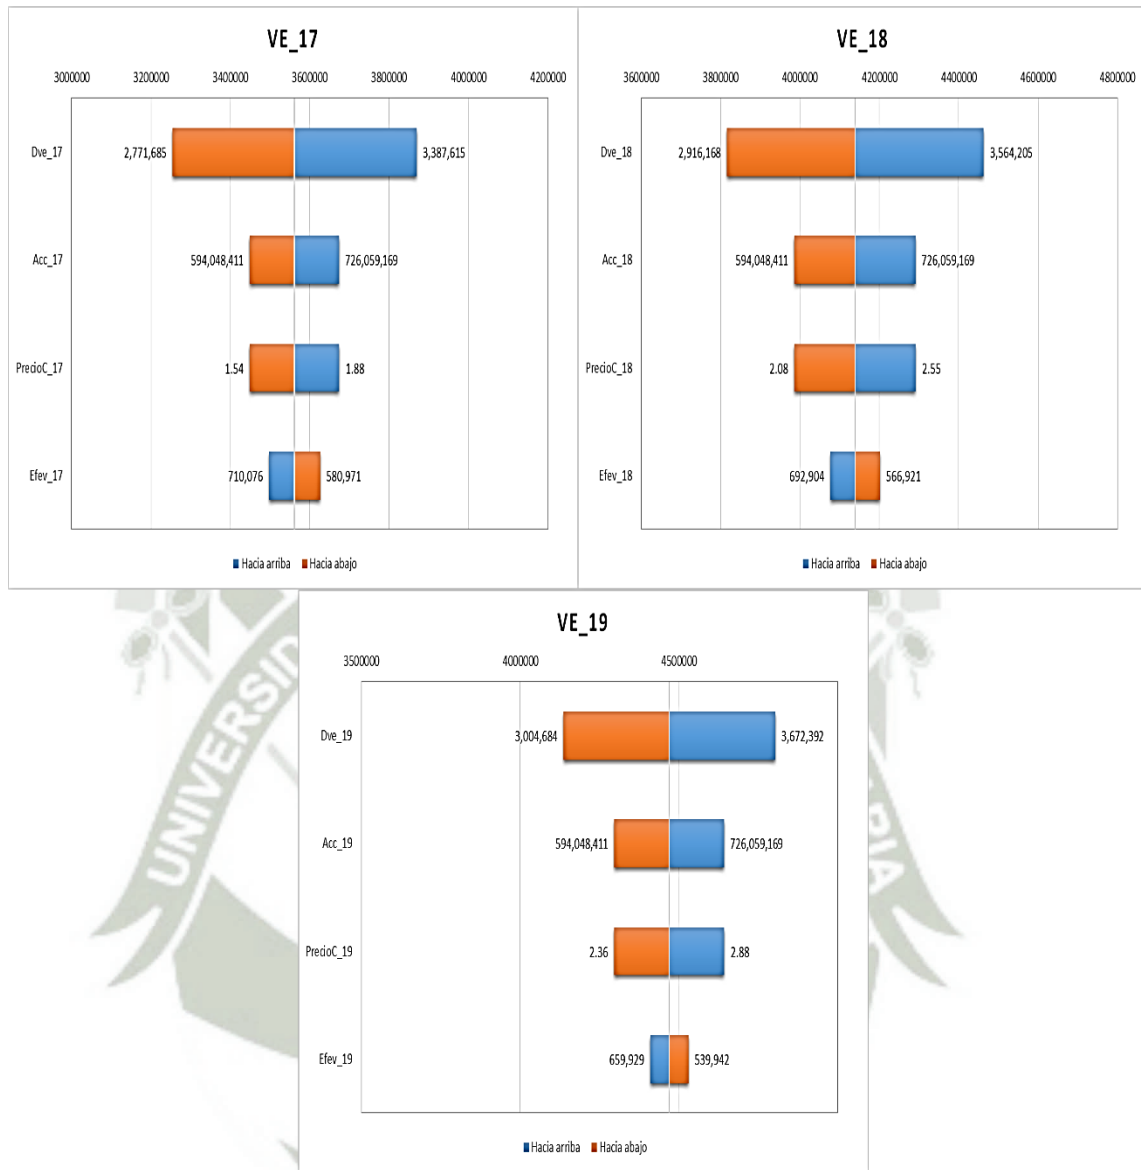 VE_17
3000000 3200000 3400000 3600000 3800000 4000000 4200000
Dve_17 2,771,685 3,387,615
Acc_17 594,048,411 726,059,169
PrecioC_17 1.54 1.88
Efev_17 710,076 580,971
Hacia arriba Hacia abajo
VE_18
3600000 3800000 4000000 4200000 4400000 4600000 4800000
Dve_18 2,916,168 3,564,205
Acc_18 594,048,411 726,059,169
PrecioC_18 2.08 2.55
Efev_18 692,904 566,921
Hacia arriba Hacia abajo
VE_19
3500000 4000000 4500000
Dve_19 3,004,684 3,672,392
Acc_19 594,048,411 726,059,169
PrecioC_19 2.36 2.88
Efev_19 659,929 539,942
Hacia arriba Hacia abajo